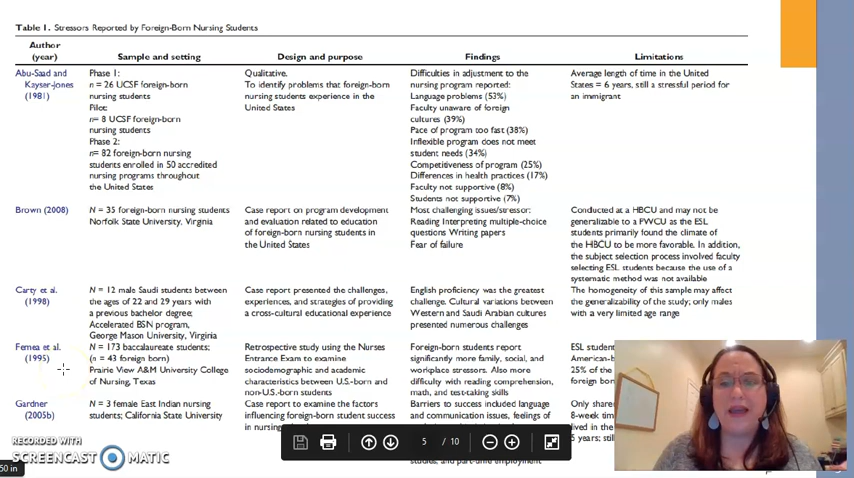 Table 1. Stressors Reported by Foreign-Born Nursing Students
Author (year) Sample and setting Design and purpose Findings Limitations
Abu-Saad and Kayser-Jones (1981)
Phase 1:
n = 26 UCSF foreign-born
nursing students
Pilot:
n= 8 UCSF foreign-born
nursing students
Phase 2:
n= 82 foreign-born nursing
students enrolled in 50 accredited
nursing programs throughout
the United States
Qualitative.
To identify problems that foreign-born
nursing students experience in the
United States
Difficulties in adjustment to the
nursing program reported:
Language problems (53%)
Faculty unaware of foreign
cultures (39%)
Pace of program too fast (38%)
Inflexible program does not meet
student needs (34%)
Competitiveness of program (25%)
Differences in health practices (17%)
Faculty not supportive (8%)
Students not supportive (7%)
Average length of time in the United
States = 6 years, still a stressful period for
an immigrant
Brown (2008)
N = 35 foreign-born nursing students
Norfolk State University, Virginia
Case report on program development
and evaluation related to education
of foreign-born nursing students in
the United States
Most challenging issues/stressor:
Reading Interpreting multiple-choice
questions Writing papers
Fear of failure
Conducted at a HBCU and may not be
generalizable to a PWCU as the ESL
students primarily found the climate of
the HBCU to be more favorable. In addition,
the subject selection process involved faculty
selecting ESL students because the use of a
systematic method was not available
Carty et al.
(1998)
N = 12 male Saudi students between
the ages of 22 and 29 years with
a previous bachelor degree;
Accelerated BSN program,
George Mason University, Virginia
Case report presented the challenges,
experiences, and strategies of providing
a cross-cultural educational experience
English proficiency was the greatest
challenge. Cultural variations between
Western and Saudi Arabian cultures
presented numerous challenges
The homogeneity of this sample may affect
the generalizability of the study; only males
with a very limited age range
Femea et al.
(1995)
N = 173 baccalaureate students;
(n = 43 foreign born)
Prairie View A&M University College
of Nursing, Texas
Retrospective study using the Nurses
Entrance Exam to examine
sociodemographic and academic
characteristics between U.S.-born and
non-U.S.-born students
Foreign-born students report
significantly more family, social, and
workplace stressors. Also more
difficulty with reading comprehension,
math, and test-taking skills
ESL student
American-b
25% of the
foreign bor
Gardner
(2005b)
N = 3 female East Indian nursing
students; California State University
Case report to examine the factors
influencing foreign-born student success
in nursing
Barriers to success included language
and communication issues, feelings of
studies, and part-time employment
Only share
8-week tim
lived in the
5 years; stil
5 / 10
RECORDED WITH
SCREENCAST MATIC
50 in